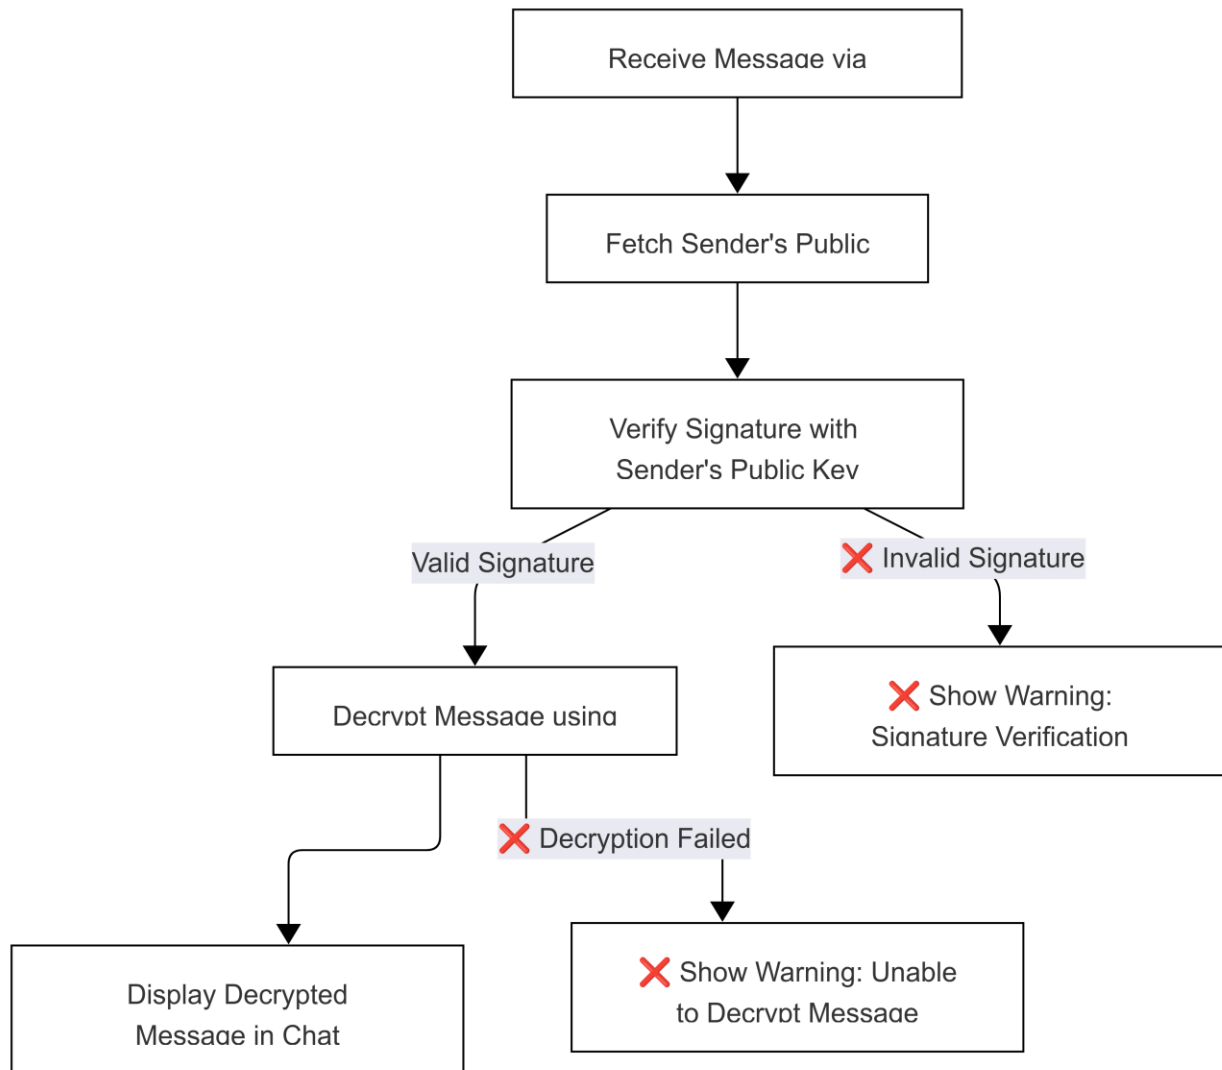 Receive Message via
Fetch Sender's Public
Verify Signature with
Sender's Public Key
Valid Signature
❌ Invalid Signature
Decrypt Message using
❌ Show Warning:
Signature Verification
❌ Decryption Failed
Display Decrypted
Message in Chat
❌ Show Warning: Unable
to Decrypt Message